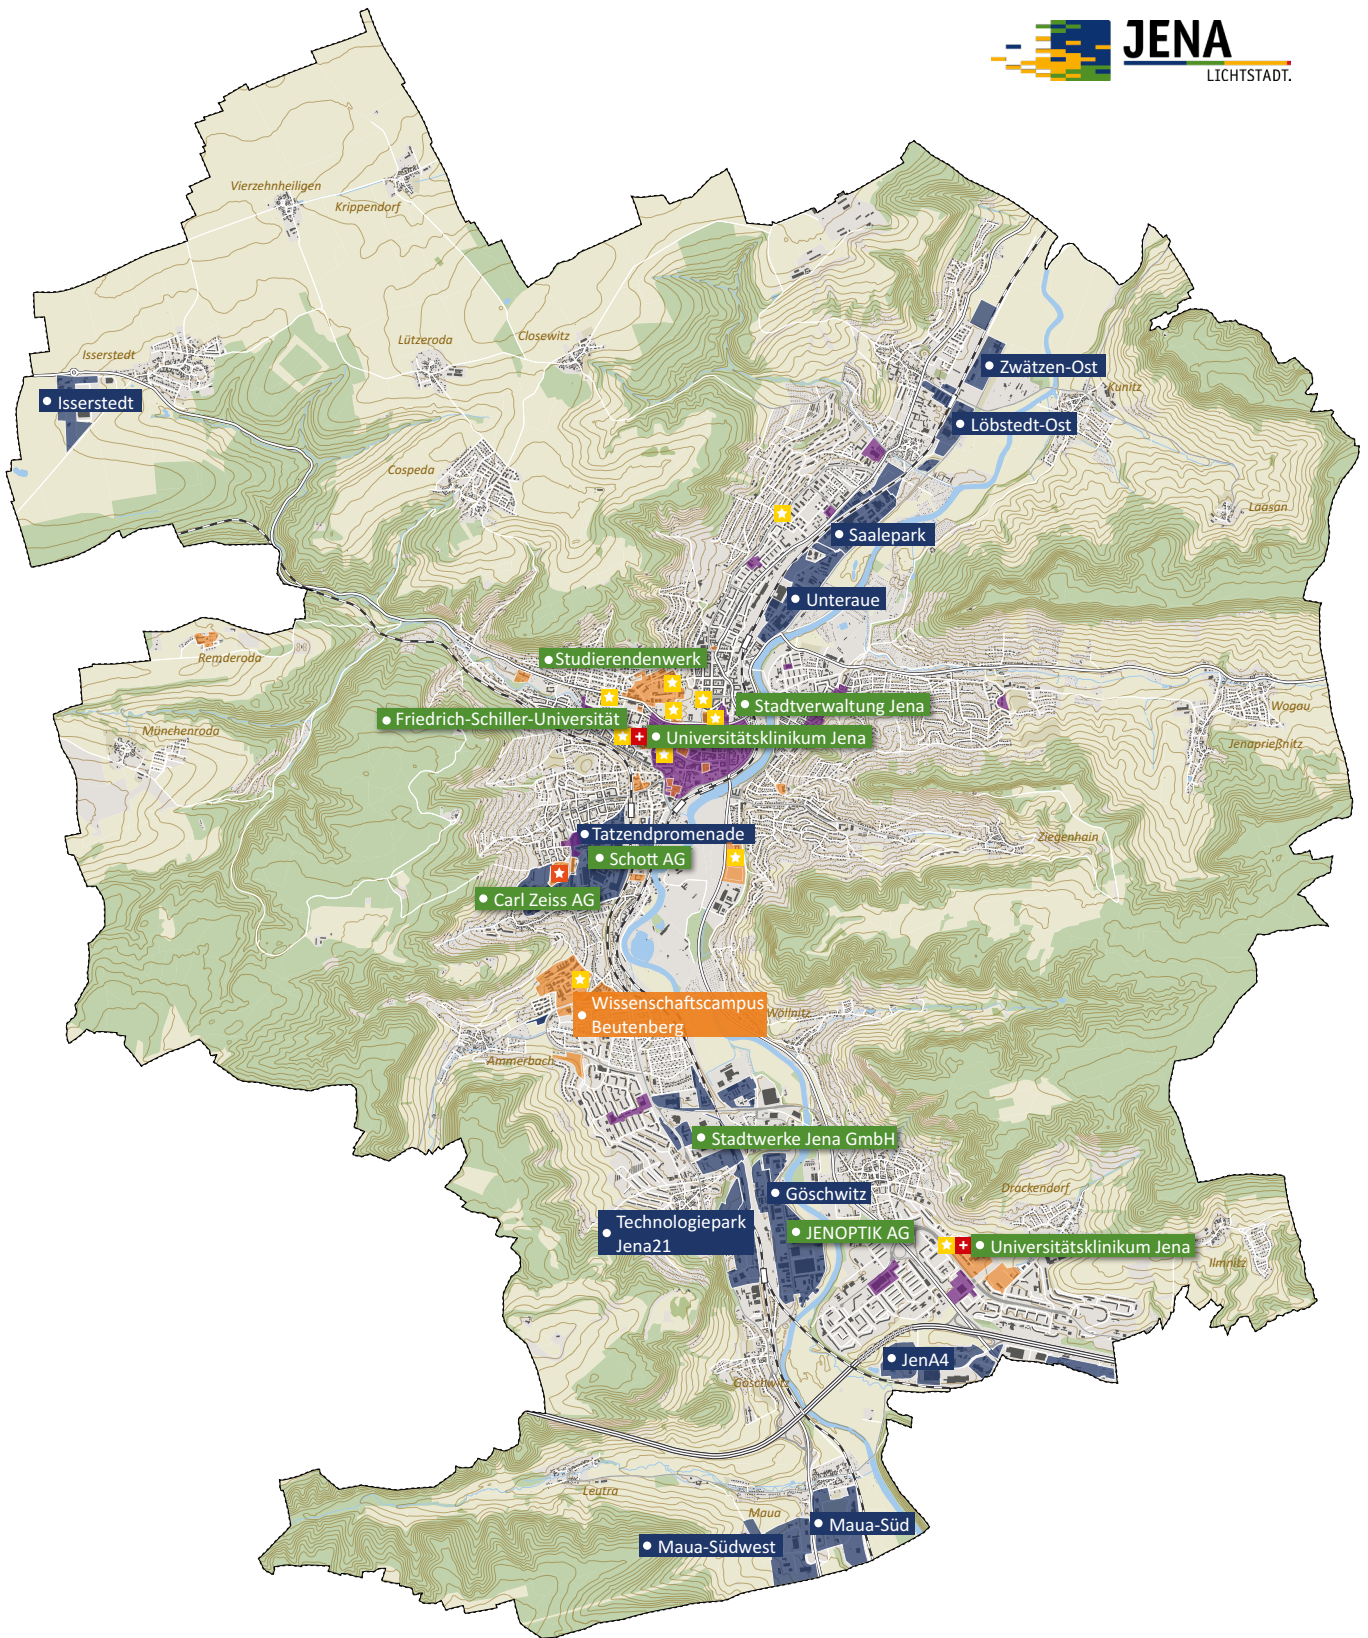 JENA
LICHTSTADT.
Vierzehnheiligen
Krippendorf
Isserstedt
Lützeroda
Closewitz
Zwätzen-Ost
Kunitz
Isserstedt
Löbstedt-Ost
Cospeda
Laasan
Saalepark
Unteraue
Remderoda
Studierendenwerk
Stadtverwaltung Jena
Wogau
Friedrich-Schiller-Universität
Münchenroda
Universitätsklinikum Jena
Jenaprießnitz
Tatzendpromenade
Ziegenhain
Schott AG
Carl Zeiss AG
Wissenschaftscampus
Beutenberg
Wöllnitz
Ammerbach
Stadtwerke Jena GmbH
Göschwitz
Drackendorf
Technologiepark
Jena21
JENOPTIK AG
Universitätsklinikum Jena
Ilmnitz
JenA4
Göschwitz
Leutra
Maua
Maua-Süd
Maua-Südwest